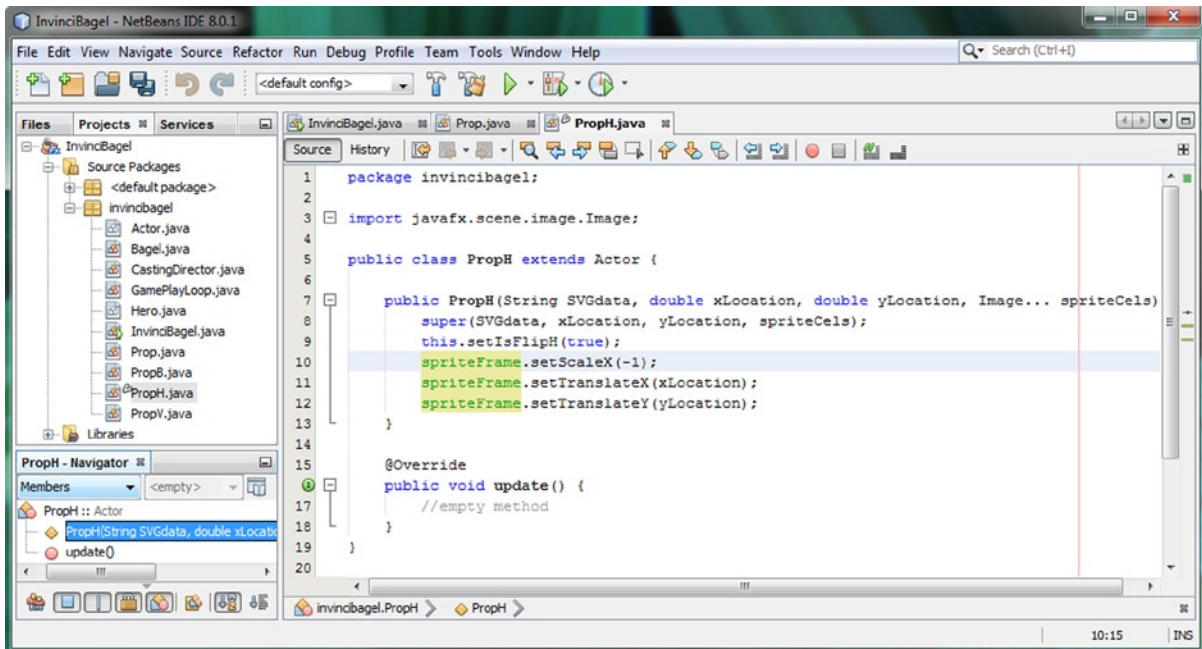 InvinciBagel - NetBeans IDE 8.0.1
File Edit View Navigate Source Refactor Run Debug Profile Team Tools Window Help
Search (Ctrl+I)
<default config>
Files Projects Services
InvinciBagel
Source Packages
<default package>
invincibagel
Actor.java
Bagel.java
CastingDirector.java
GamePlayLoop.java
Hero.java
InvinciBagel.java
Prop.java
PropB.java
PropH.java
PropV.java
Libraries
PropH - Navigator
Members <empty>
PropH :: Actor
PropH(String SVGdata, double xLocatio
update()
InvinciBagel.java Prop.java PropH.java
Source History
1 package invincibagel;
2
3 import javafx.scene.image.Image;
4
5 public class PropH extends Actor {
6
7 public PropH(String SVGdata, double xLocation, double yLocation, Image... spriteCels)
8 super(SVGdata, xLocation, yLocation, spriteCels);
9 this.setIsFlipH(true);
10 spriteFrame.setScaleX(-1);
11 spriteFrame.setTranslateX(xLocation);
12 spriteFrame.setTranslateY(yLocation);
13 }
14
15 @Override
public void update() {
17 //empty method
18 }
19 }
20
invincibagel.PropH PropH
10:15 INS